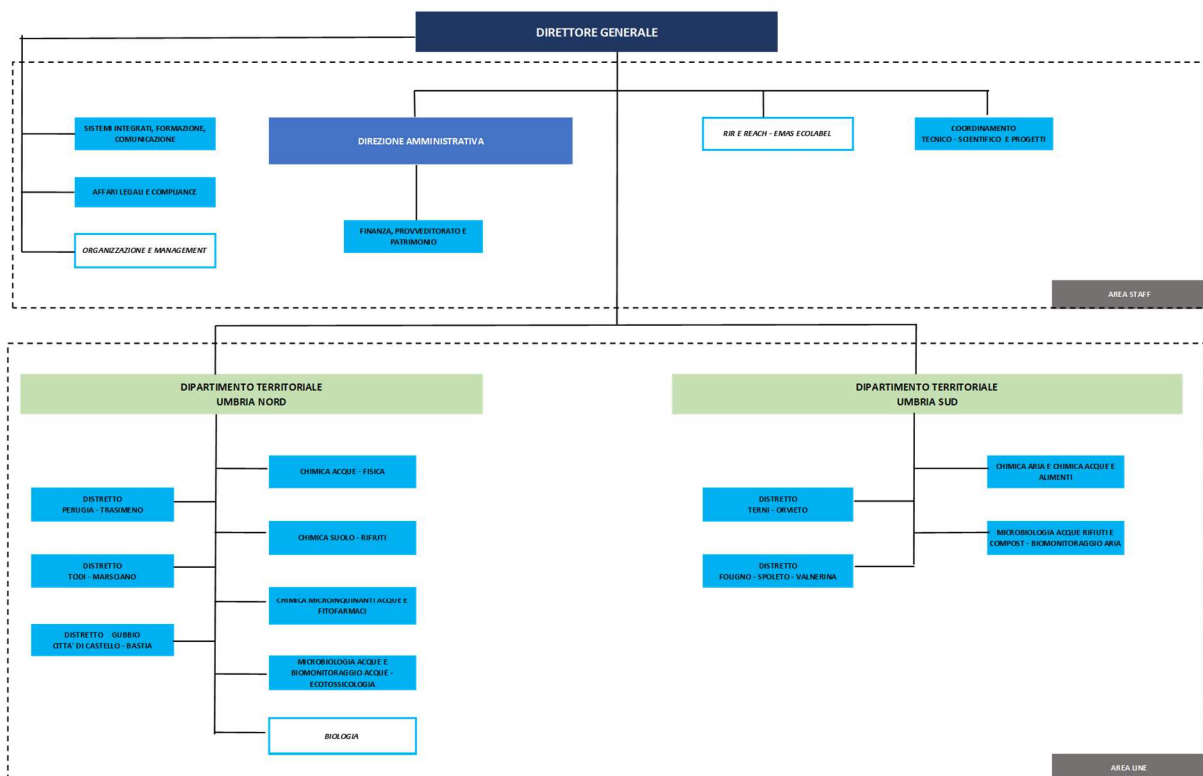 DIRETTORE GENERALE
SISTEMI INTEGRATI, FORMAZIONE,
COMUNICAZIONE
DIREZIONE AMMINISTRATIVA
RIR E REACH - EMAS ECOLABEL
COORDINAMENTO
TECNICO - SCIENTIFICO E PROGETTI
AFFARI LEGALI E COMPLIANCE
FINANZA, PROVVEDITORATO E
PATRIMONIO
ORGANIZZAZIONE E MANAGEMENT
AREA STAFF
DIPARTIMENTO TERRITORIALE
UMBRIA NORD
DIPARTIMENTO TERRITORIALE
UMBRIA SUD
CHIMICA ACQUE - FISICA
DISTRETTO
PERUGIA - TRASIMENO
CHIMICA SUOLO - RIFIUTI
DISTRETTO
TODI - MARSCIANO
CHIMICA MICROINQUINANTI ACQUE E
FITOFARMACI
DISTRETTO GUBBIO
CITTA' DI CASTELLO - BASTIA
MICROBIOLOGIA ACQUE E
BIOMONITORAGGIO ACQUE -
ECOTOSSICOLOGIA
BIOLOGIA
CHIMICA ARIA E CHIMICA ACQUE E
ALIMENTI
DISTRETTO
TERNI - ORVIETO
MICROBIOLOGIA ACQUE RIFIUTI E
COMPOST - BIOMONITORAGGIO ARIA
DISTRETTO
FOLIGNO - SPOLETO - VALNERINA
AREA LINE